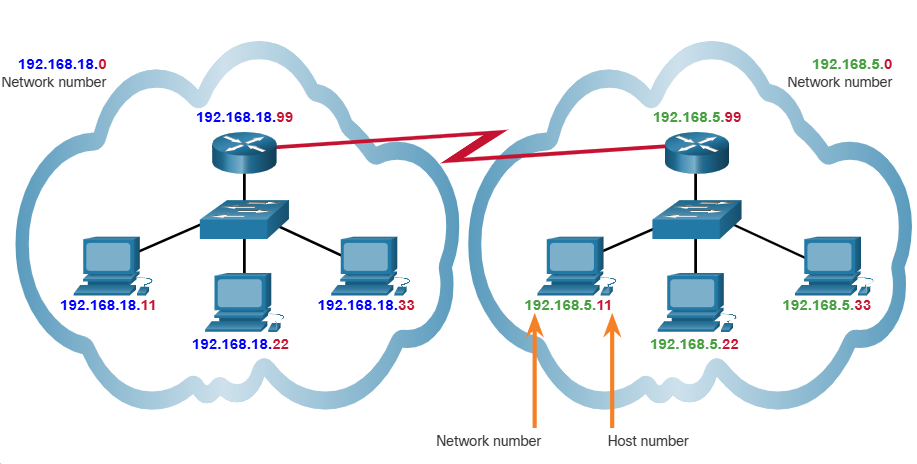 192.168.18.0
Network number
192.168.5.0
Network number
192.168.18.99
192.168.5.99
192.168.18.11
192.168.18.33
192.168.18.22
192.168.5.11
192.168.5.33
192.168.5.22
Network number
Host number